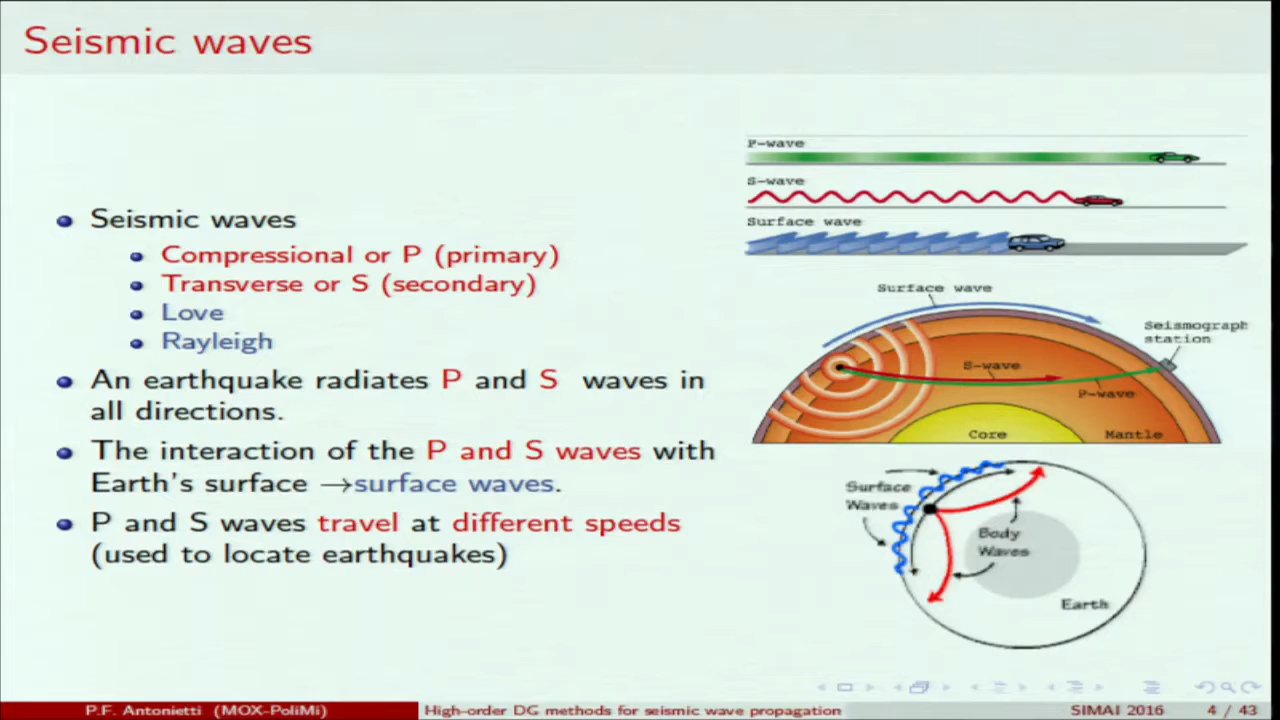 Seismic waves
Seismic waves
Compressional or P (primary)
Transverse or S (secondary)
Love
Rayleigh
An earthquake radiates P and S waves in
all directions.
The interaction of the P and S waves with
Earth's surface →surface waves.
P and S waves travel at different speeds
(used to locate earthquakes)
P-wave
S-wave
Surface wave
Surface wave
Seismograph
station
S-wave
P-wave
Core
Mantle
Surface
Waves
Body
Waves
Earth
P.F. Antonietti (MOX-PoliMi)
High-order DG methods for seismic wave propagation
SIMAI 2016
4 / 43